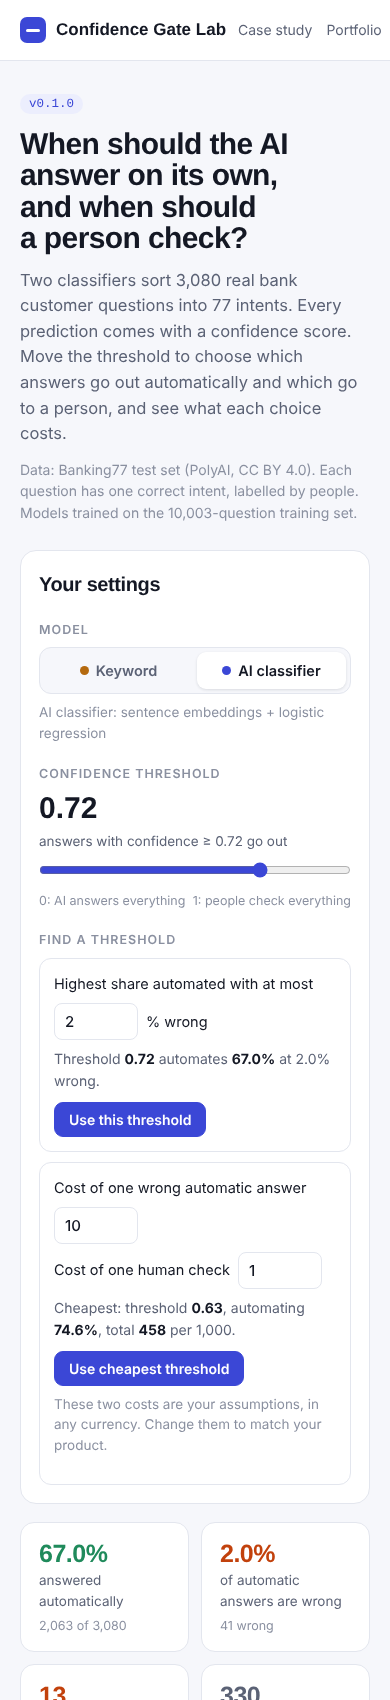 Confidence Gate Lab Case study Portfolio
v0.1.0
When should the AI
answer on its own,
and when should
a person check?
Two classifiers sort 3,080 real bank
customer questions into 77 intents. Every
prediction comes with a confidence score.
Move the threshold to choose which
answers go out automatically and which go
to a person, and see what each choice
costs.
Data: Banking77 test set (PolyAI, CC BY 4.0). Each
question has one correct intent, labelled by people.
Models trained on the 10,003-question training set.
Your settings
MODEL
Keyword AI classifier
AI classifier: sentence embeddings + logistic
regression
CONFIDENCE THRESHOLD
0.72
answers with confidence ≥ 0.72 go out
0: AI answers everything 1: people check everything
FIND A THRESHOLD
Highest share automated with at most
2 % wrong
Threshold 0.72 automates 67.0% at 2.0%
wrong.
Use this threshold
Cost of one wrong automatic answer
10
Cost of one human check 1
Cheapest: threshold 0.63, automating
74.6%, total 458 per 1,000.
Use cheapest threshold
These two costs are your assumptions, in
any currency. Change them to match your
product.
67.0% 2.0%
answered of automatic
automatically answers are wrong
2,063 of 3,080 41 wrong
13 330